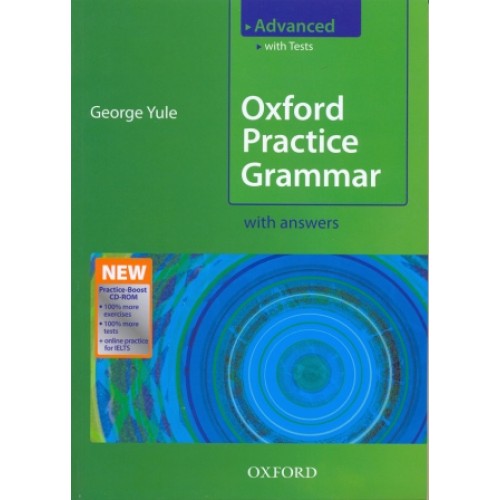 Advanced
with Tests
George Yule
Oxford
Practice
Grammar
with answers
NEW
Practice-Boost
CD-ROM
• 100% more
exercises
• 100% more
tests
• online practice
for IELTS
OXFORD